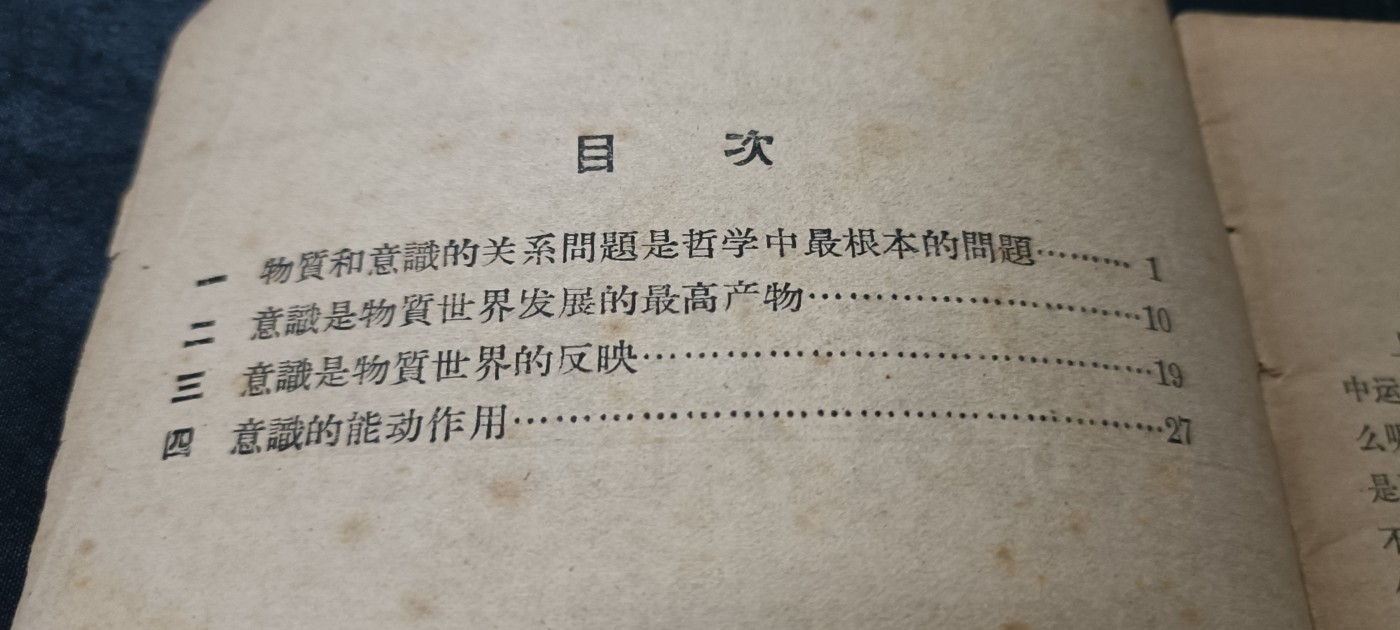 目 次
一 物質和意識的关系問題是哲学中最根本的問題……… 1
二 意識是物質世界发展的最高产物………………………………10
三 意識是物質世界的反映………………………………………………19
四 意識的能动作用……………………………………………………………27
中运
么
是
不